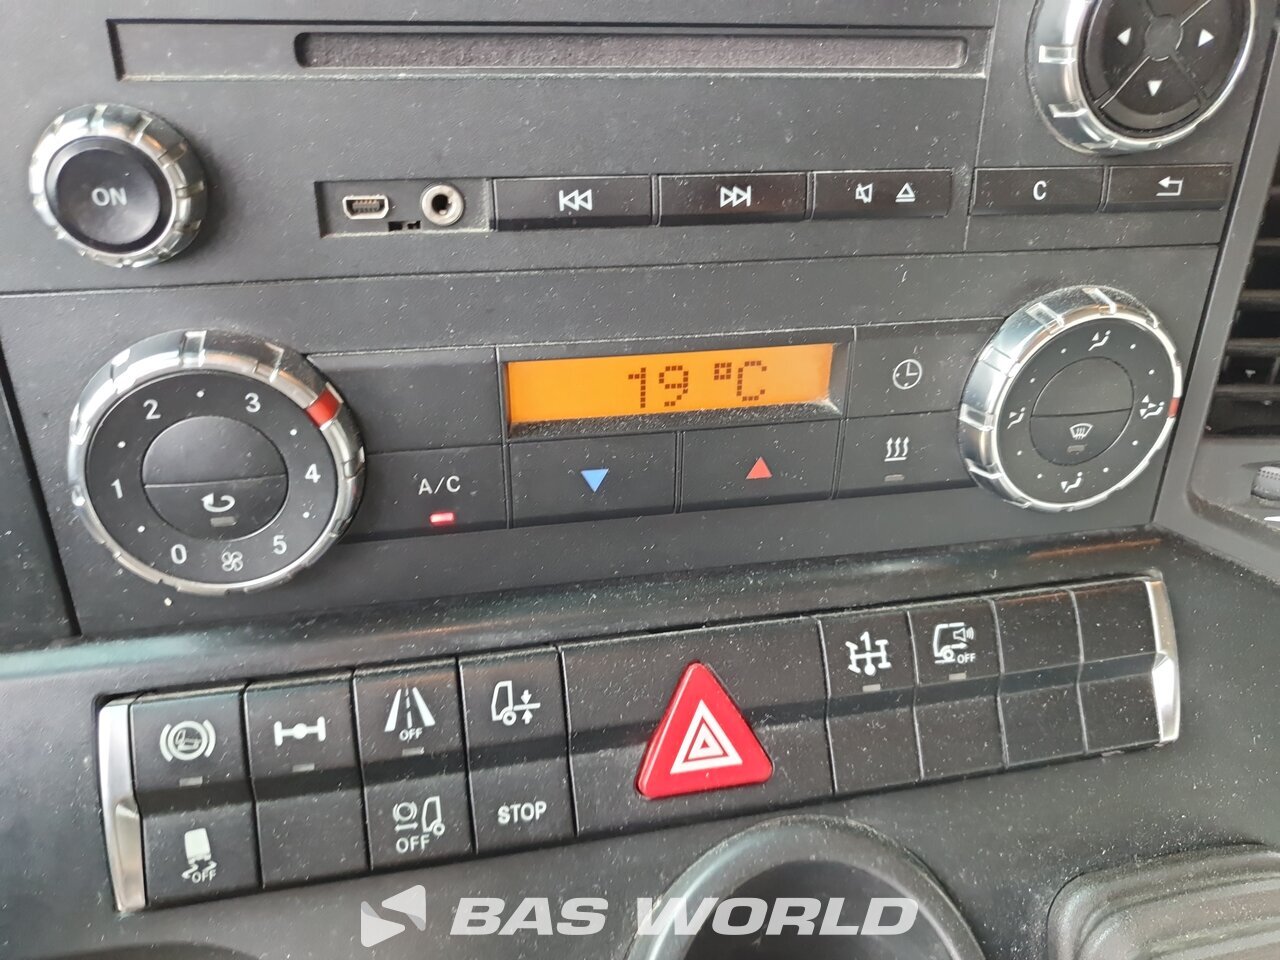 ON
C
19 °C
2 3
1 4
0 5
A/C
OFF
OFF
STOP
OFF
OFF
BAS WORLD